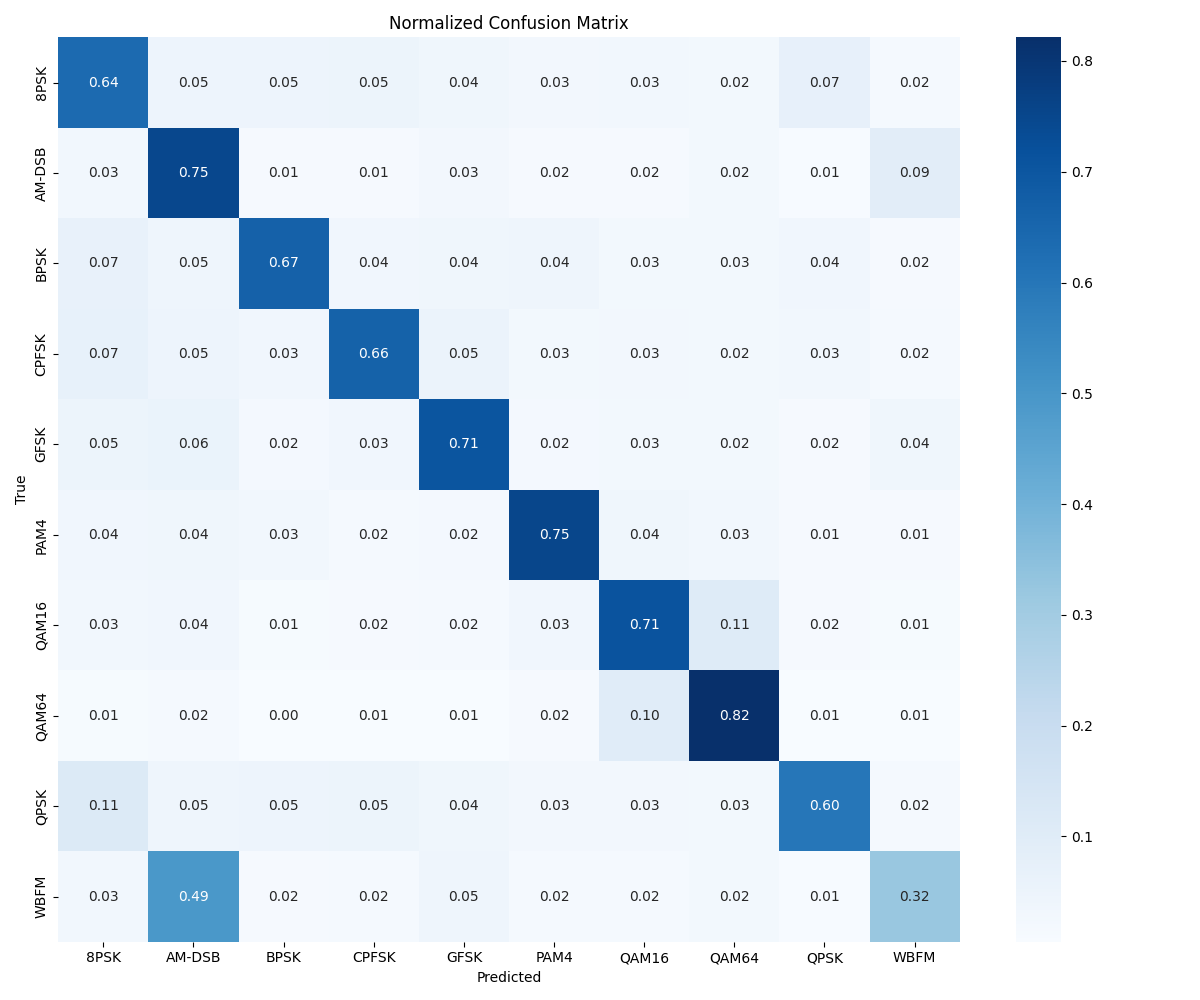 Normalized Confusion Matrix
8PSK 0.64 0.05 0.05 0.05 0.04 0.03 0.03 0.02 0.07 0.02
AM-DSB 0.03 0.75 0.01 0.01 0.03 0.02 0.02 0.02 0.01 0.09
BPSK 0.07 0.05 0.67 0.04 0.04 0.04 0.03 0.03 0.04 0.02
CPFSK 0.07 0.05 0.03 0.66 0.05 0.03 0.03 0.02 0.03 0.02
GFSK 0.05 0.06 0.02 0.03 0.71 0.02 0.03 0.02 0.02 0.04
True
PAM4 0.04 0.04 0.03 0.02 0.02 0.75 0.04 0.03 0.01 0.01
QAM16 0.03 0.04 0.01 0.02 0.02 0.03 0.71 0.11 0.02 0.01
QAM64 0.01 0.02 0.00 0.01 0.01 0.02 0.10 0.82 0.01 0.01
QPSK 0.11 0.05 0.05 0.05 0.04 0.03 0.03 0.03 0.60 0.02
WBFM 0.03 0.49 0.02 0.02 0.05 0.02 0.02 0.02 0.01 0.32
8PSK AM-DSB BPSK CPFSK GFSK PAM4 QAM16 QAM64 QPSK WBFM
Predicted
0.8
0.7
0.6
0.5
0.4
0.3
0.2
0.1